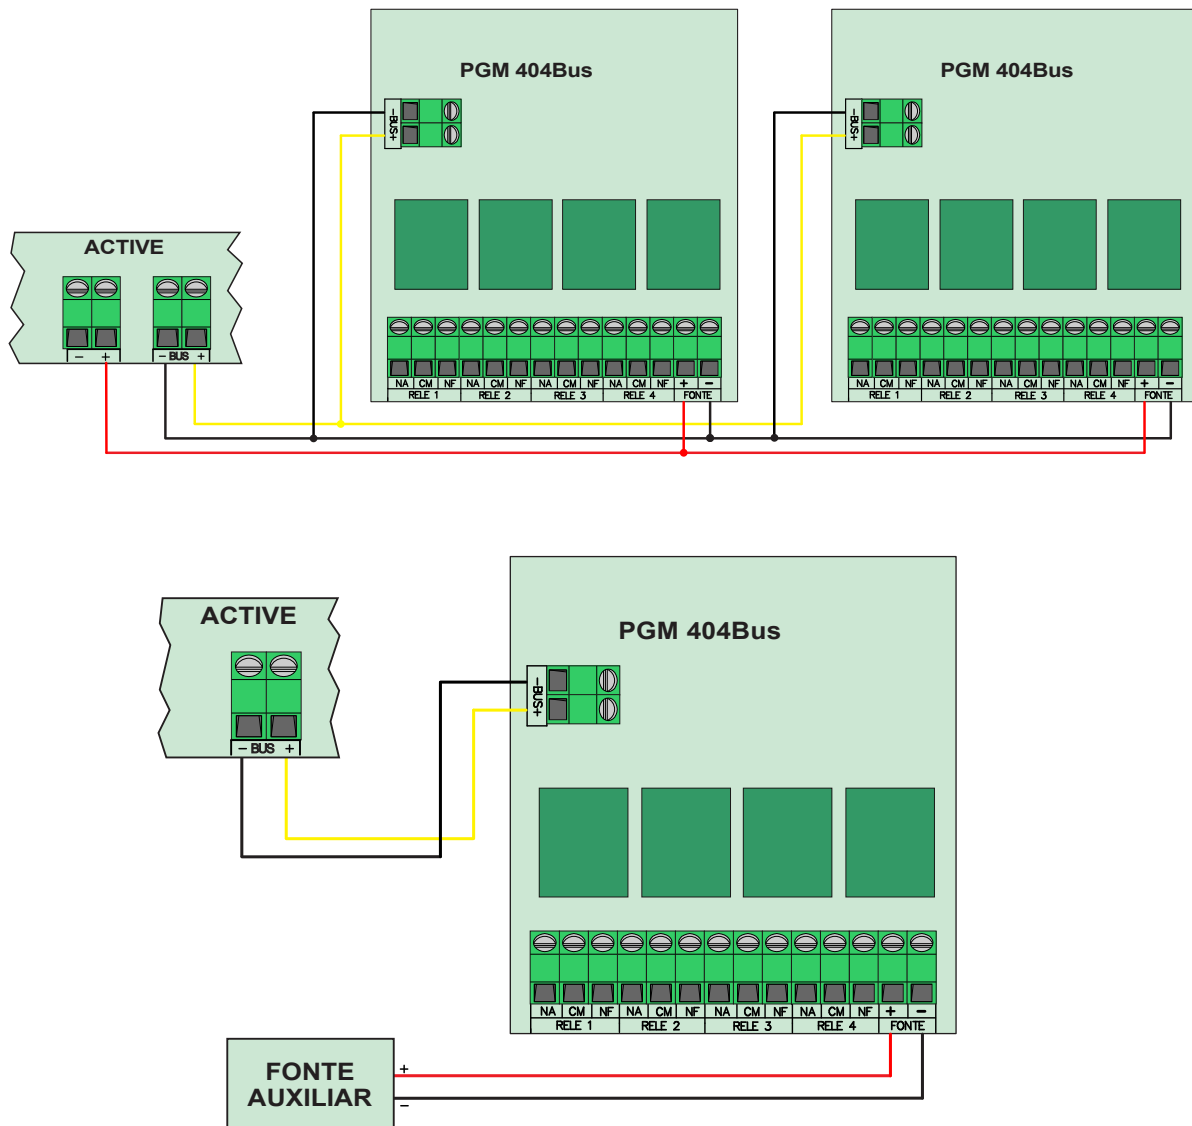 PGM 404Bus
PGM 404Bus
-BUS+
-BUS+
ACTIVE
- + - BUS +
NA CM NF NA CM NF NA CM NF NA CM NF + -
RELE 1 RELE 2 RELE 3 RELE 4 FONTE
NA CM NF NA CM NF NA CM NF NA CM NF + -
RELE 1 RELE 2 RELE 3 RELE 4 FONTE
ACTIVE
PGM 404Bus
-BUS+
- BUS +
NA CM NF NA CM NF NA CM NF NA CM NF + -
RELE 1 RELE 2 RELE 3 RELE 4 FONTE
FONTE
AUXILIAR
+
-